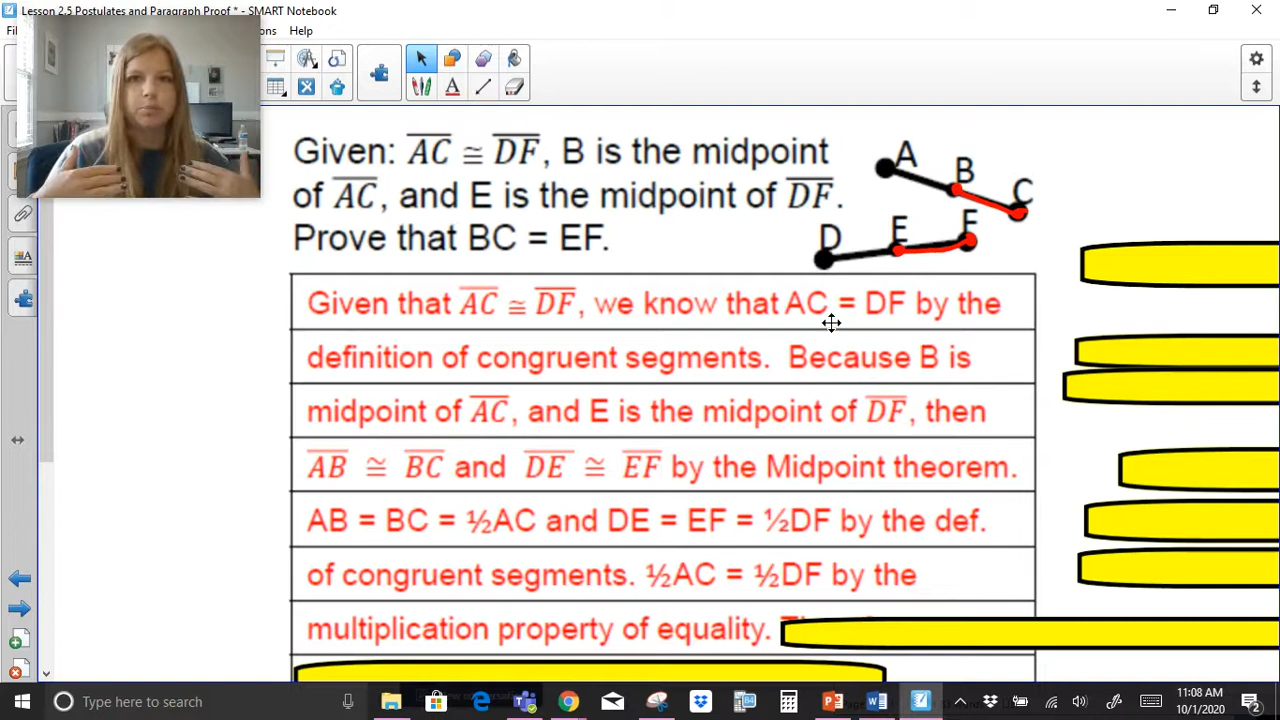 Lesson 2.5 Postulates and Paragraph Proof * - SMART Notebook
Help
Given: AC ≅ DF, B is the midpoint
of AC, and E is the midpoint of DF.
Prove that BC = EF.
A
B
C
D
E
F
Given that AC ≅ DF, we know that AC = DF by the
definition of congruent segments. Because B is
midpoint of AC, and E is the midpoint of DF, then
AB ≅ BC and DE ≅ EF by the Midpoint theorem.
AB = BC = ½AC and DE = EF = ½DF by the def.
of congruent segments. ½AC = ½DF by the
multiplication property of equality.
Type here to search
11:08 AM
10/1/2020
2